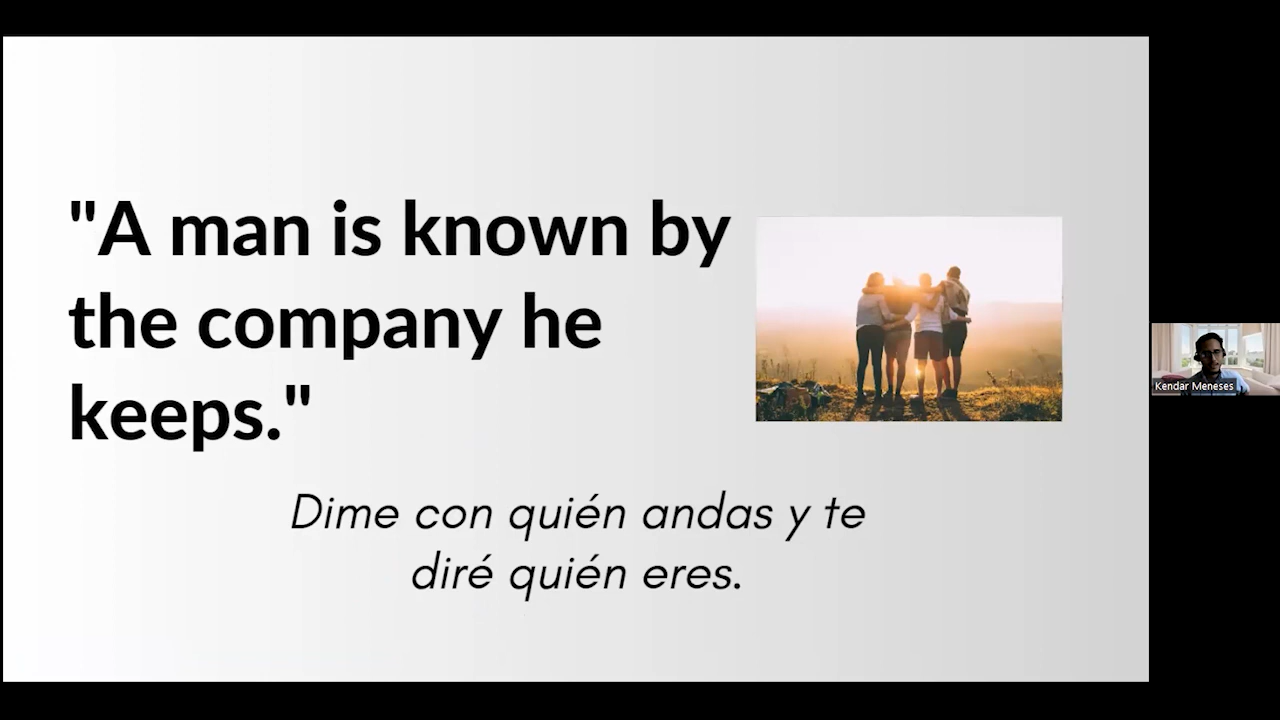 "A man is known by
the company he
keeps."
Dime con quién andas y te
diré quién eres.
Kendar Meneses